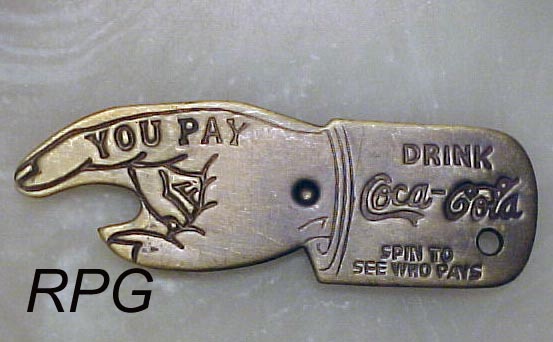 YOU PAY
DRINK
Coca-Cola
SPIN TO
SEE WHO PAYS
RPG